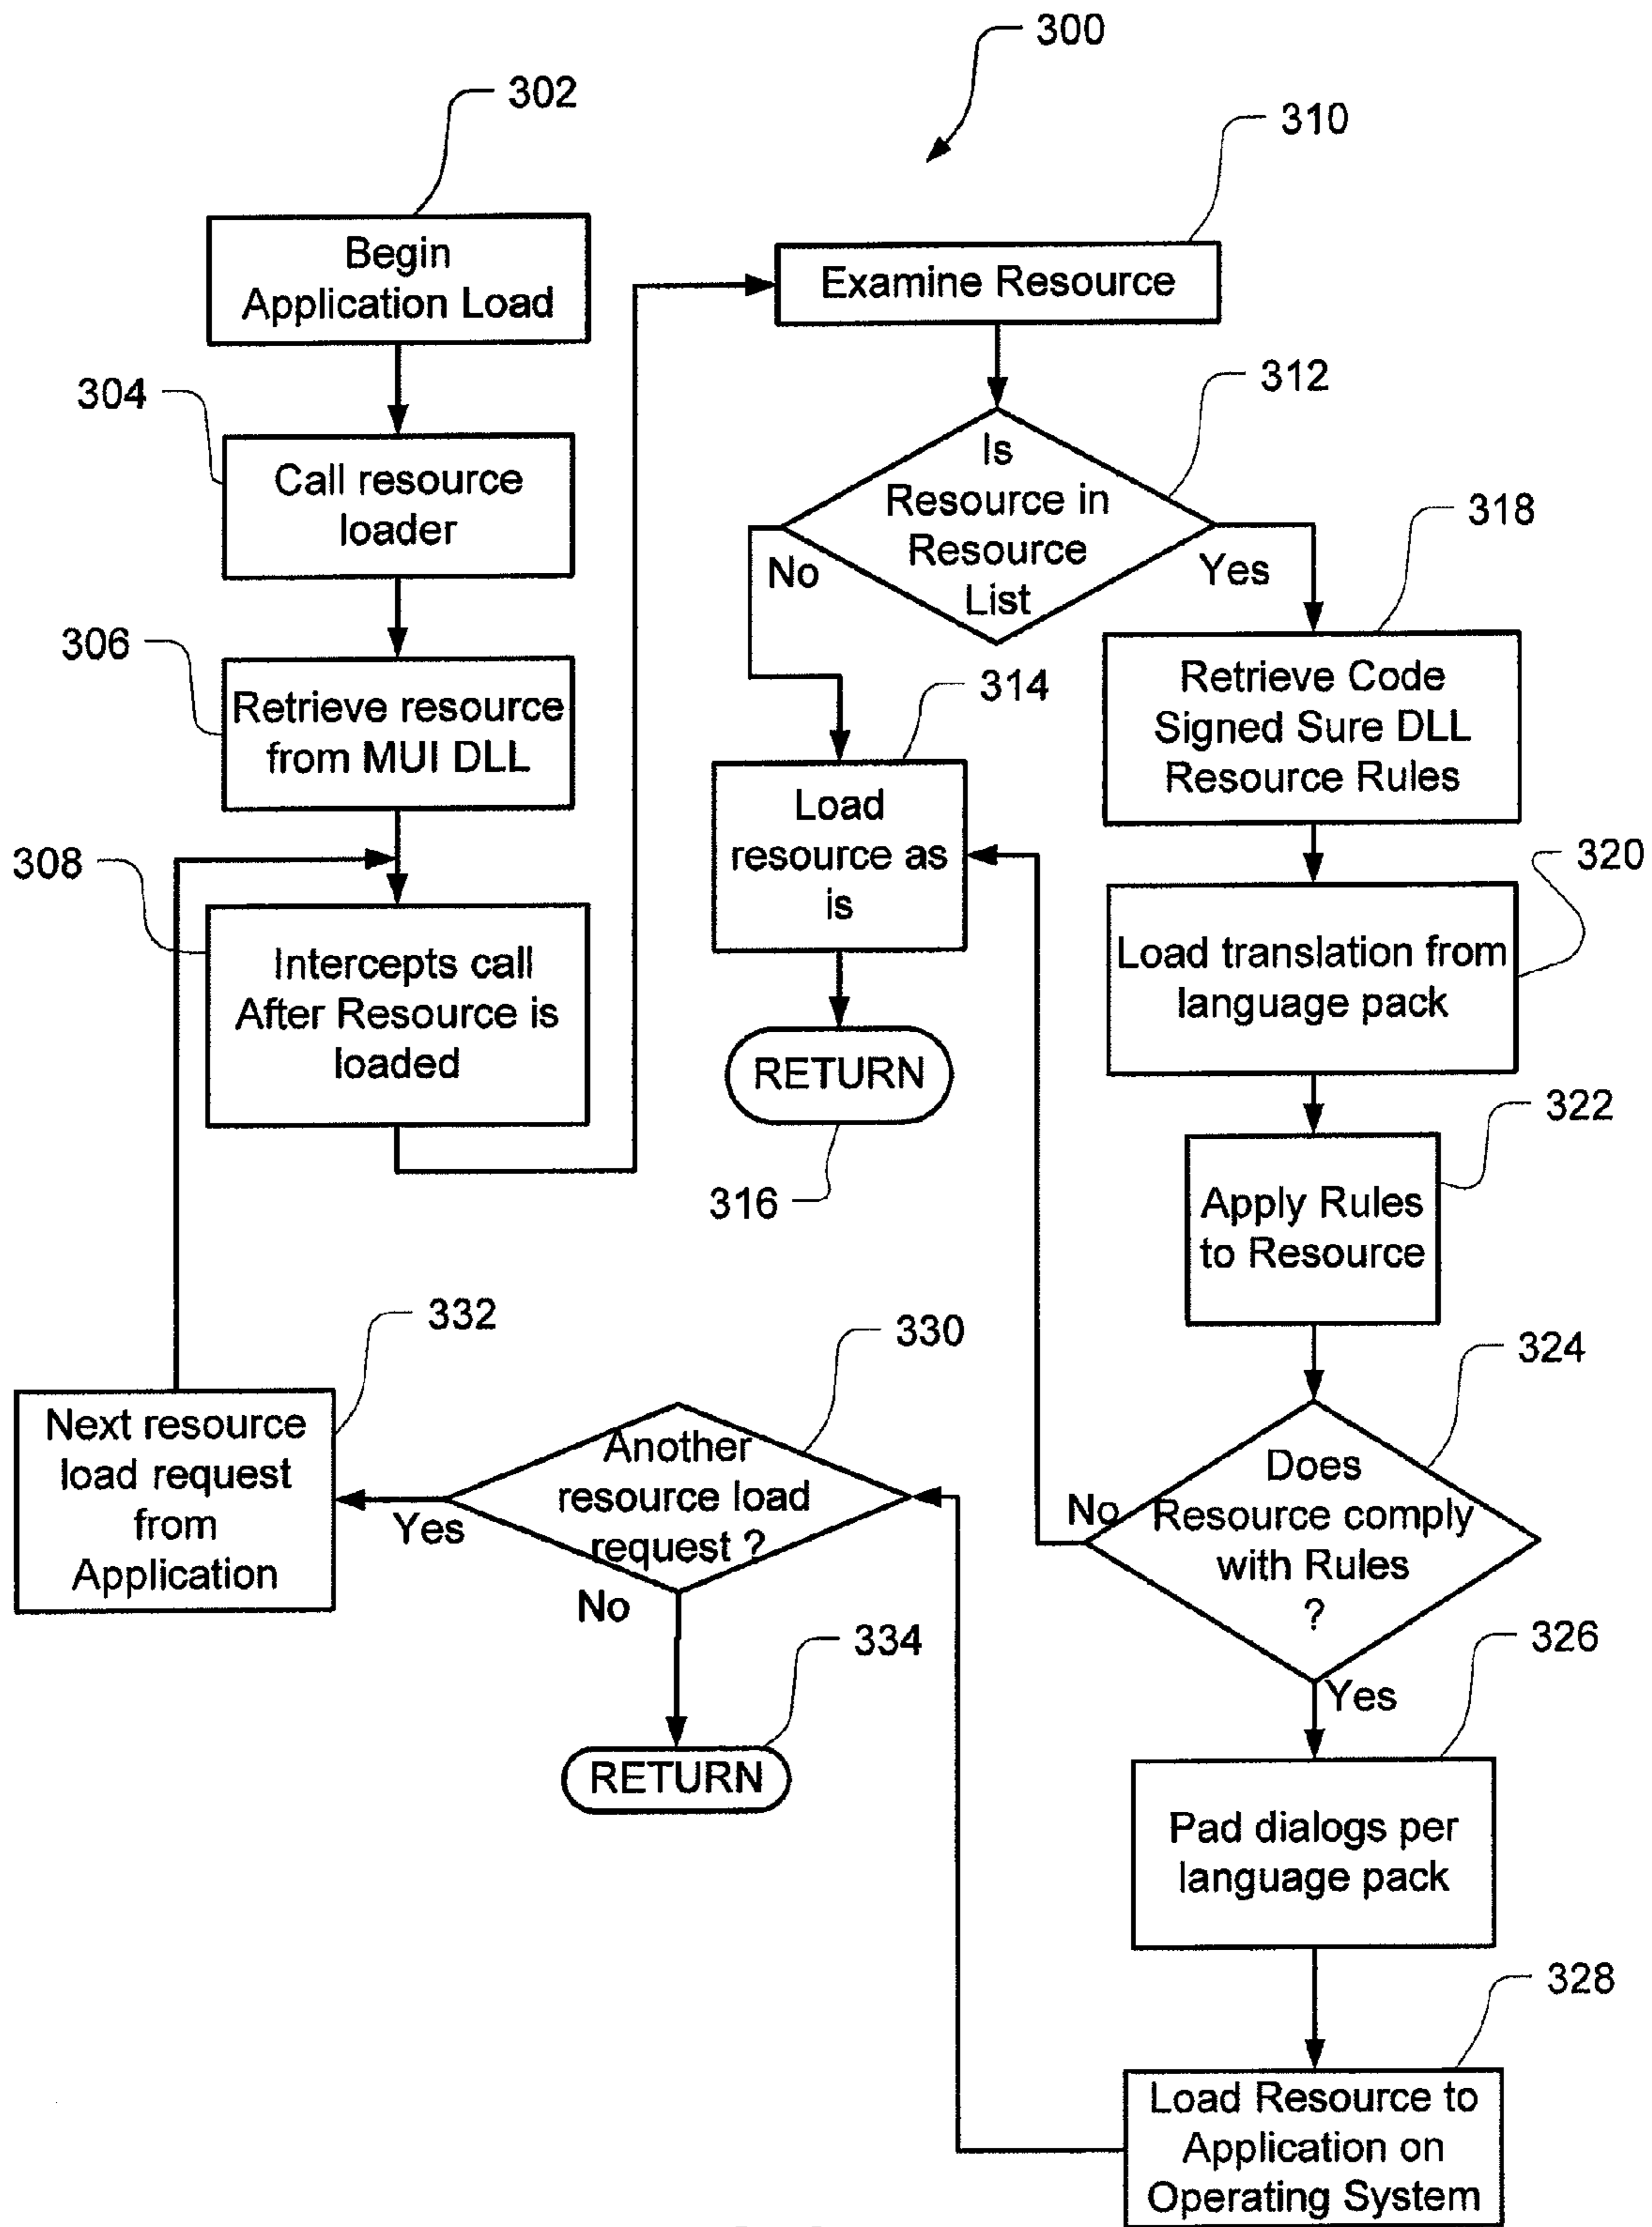 300
302
310
Begin
Application Load
Examine Resource
304
312
Call resource
loader
Is
Resource in
Resource
List
No
Yes
318
306
Retrieve resource
from MUI DLL
314
Retrieve Code
Signed Sure DLL
Resource Rules
Load
resource as
is
308
320
Intercepts call
After Resource is
loaded
Load translation from
language pack
RETURN
316
322
Apply Rules
to Resource
332
330
324
Next resource
load request
from
Application
Another
resource load
request ?
Yes
No
Does
Resource comply
with Rules
?
No
Yes
334
RETURN
326
Pad dialogs per
language pack
328
Load Resource to
Application on
Operating System